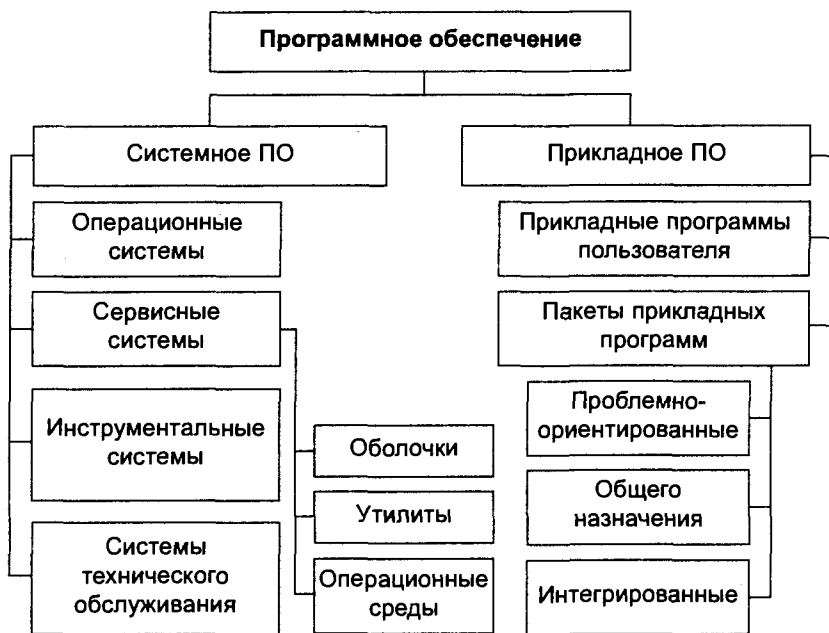 Программное обеспечение
Системное ПО
Прикладное ПО
Операционные
системы
Прикладные программы
пользователя
Сервисные
системы
Пакеты прикладных
программ
Инструментальные
системы
Оболочки
Проблемно-
ориентированные
Утилиты
Общего
назначения
Системы
технического
обслуживания
Операционные
среды
Интегрированные